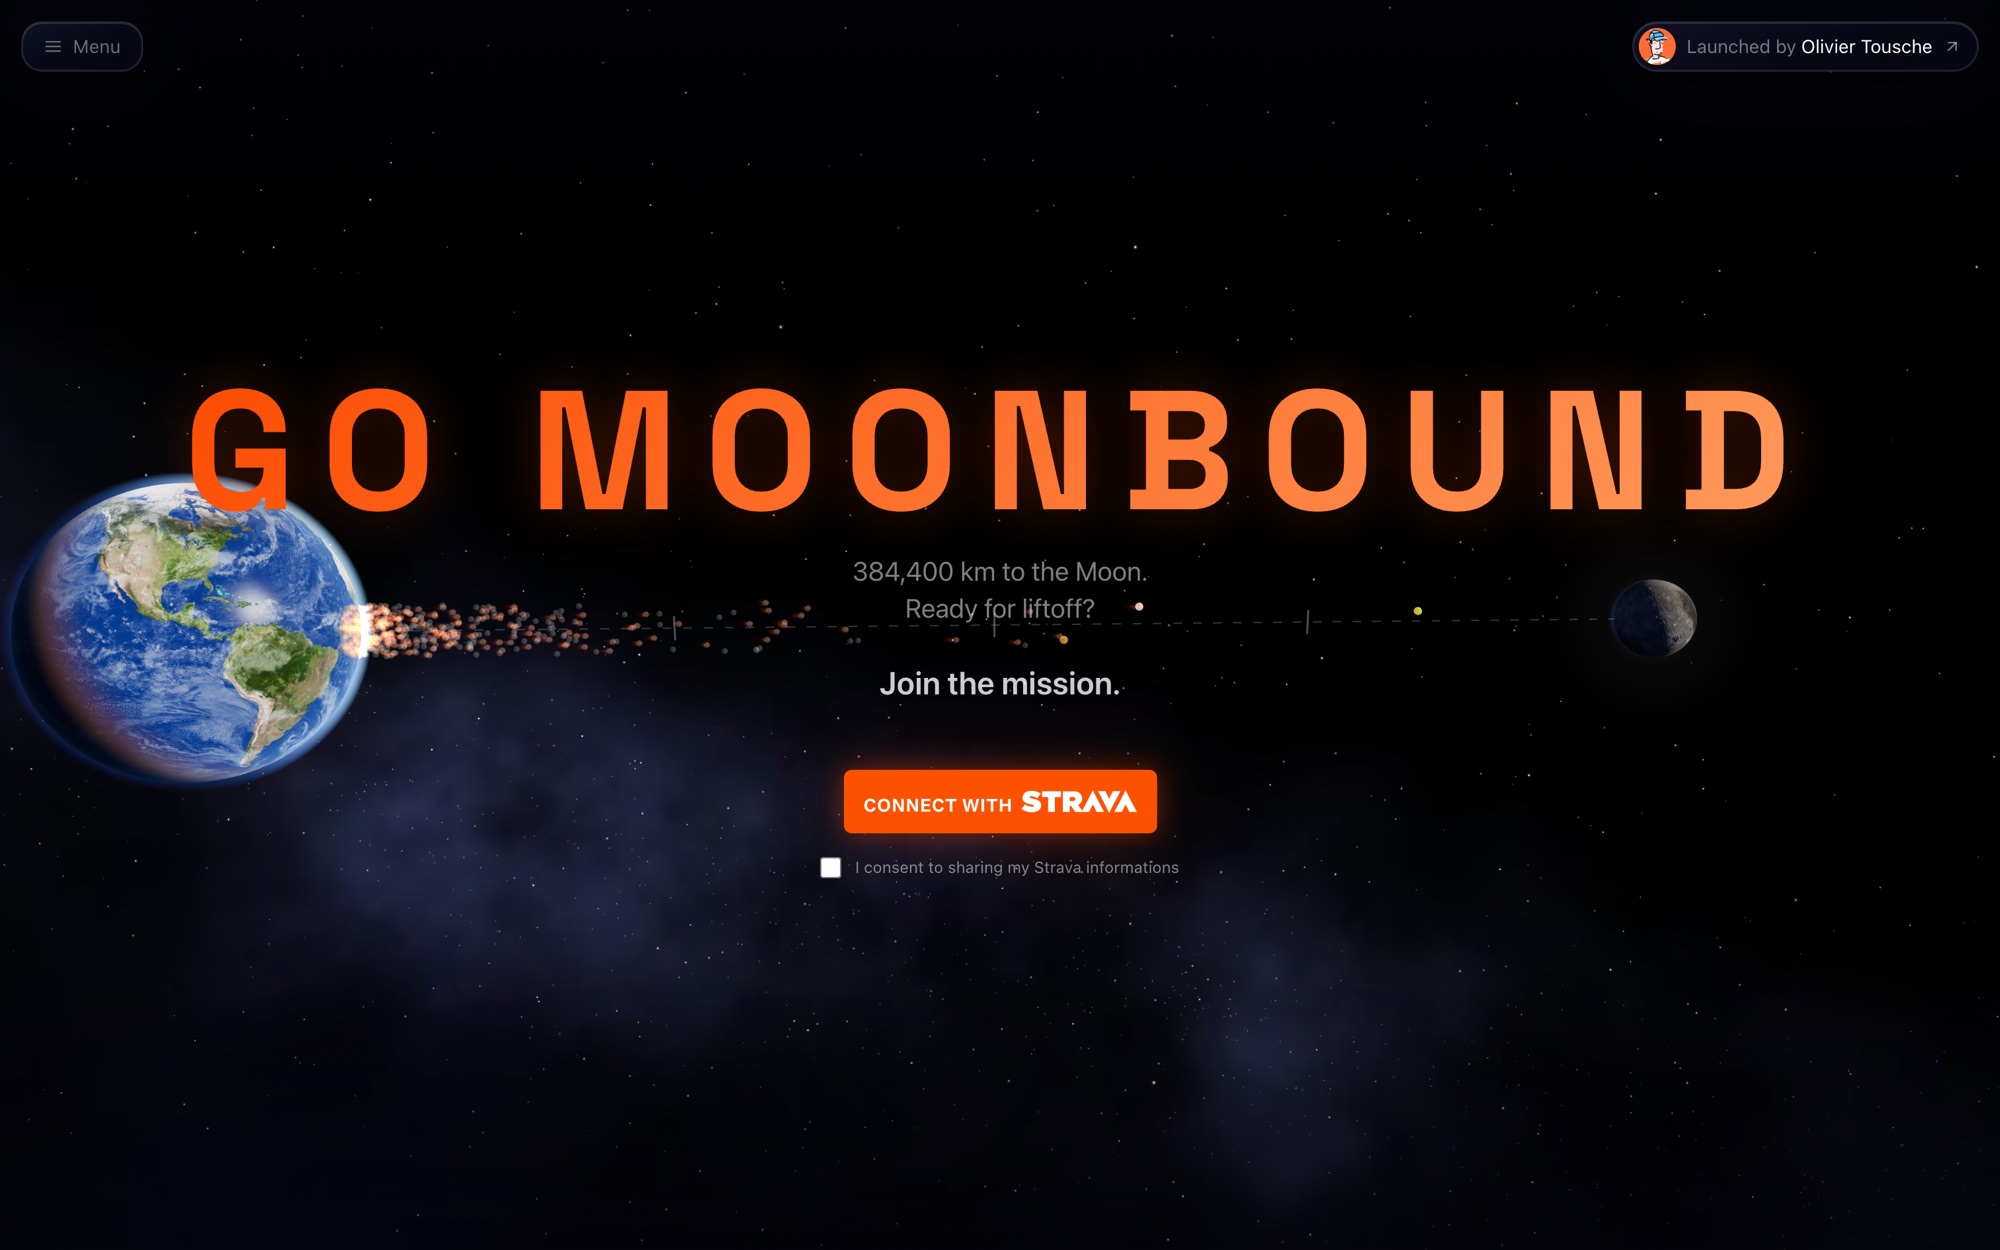 Menu
Launched by Olivier Tousche
GO MOONBOUND
384,400 km to the Moon.
Ready for liftoff?
Join the mission.
CONNECT WITH STRAVA
I consent to sharing my Strava informations